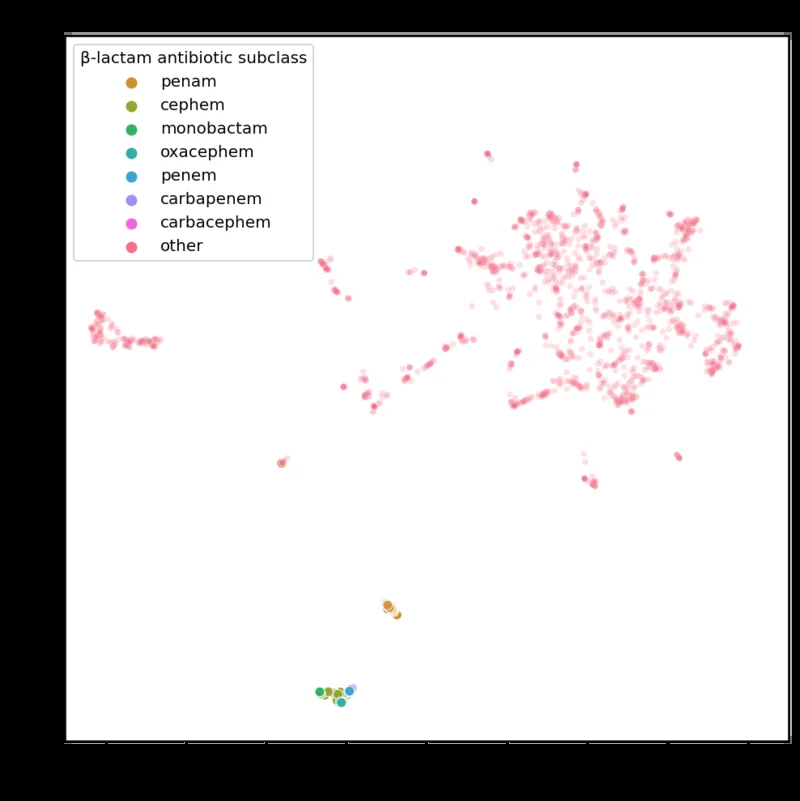 β-lactam antibiotic subclass
penam
cephem
monobactam
oxacephem
penem
carbapenem
carbacephem
other